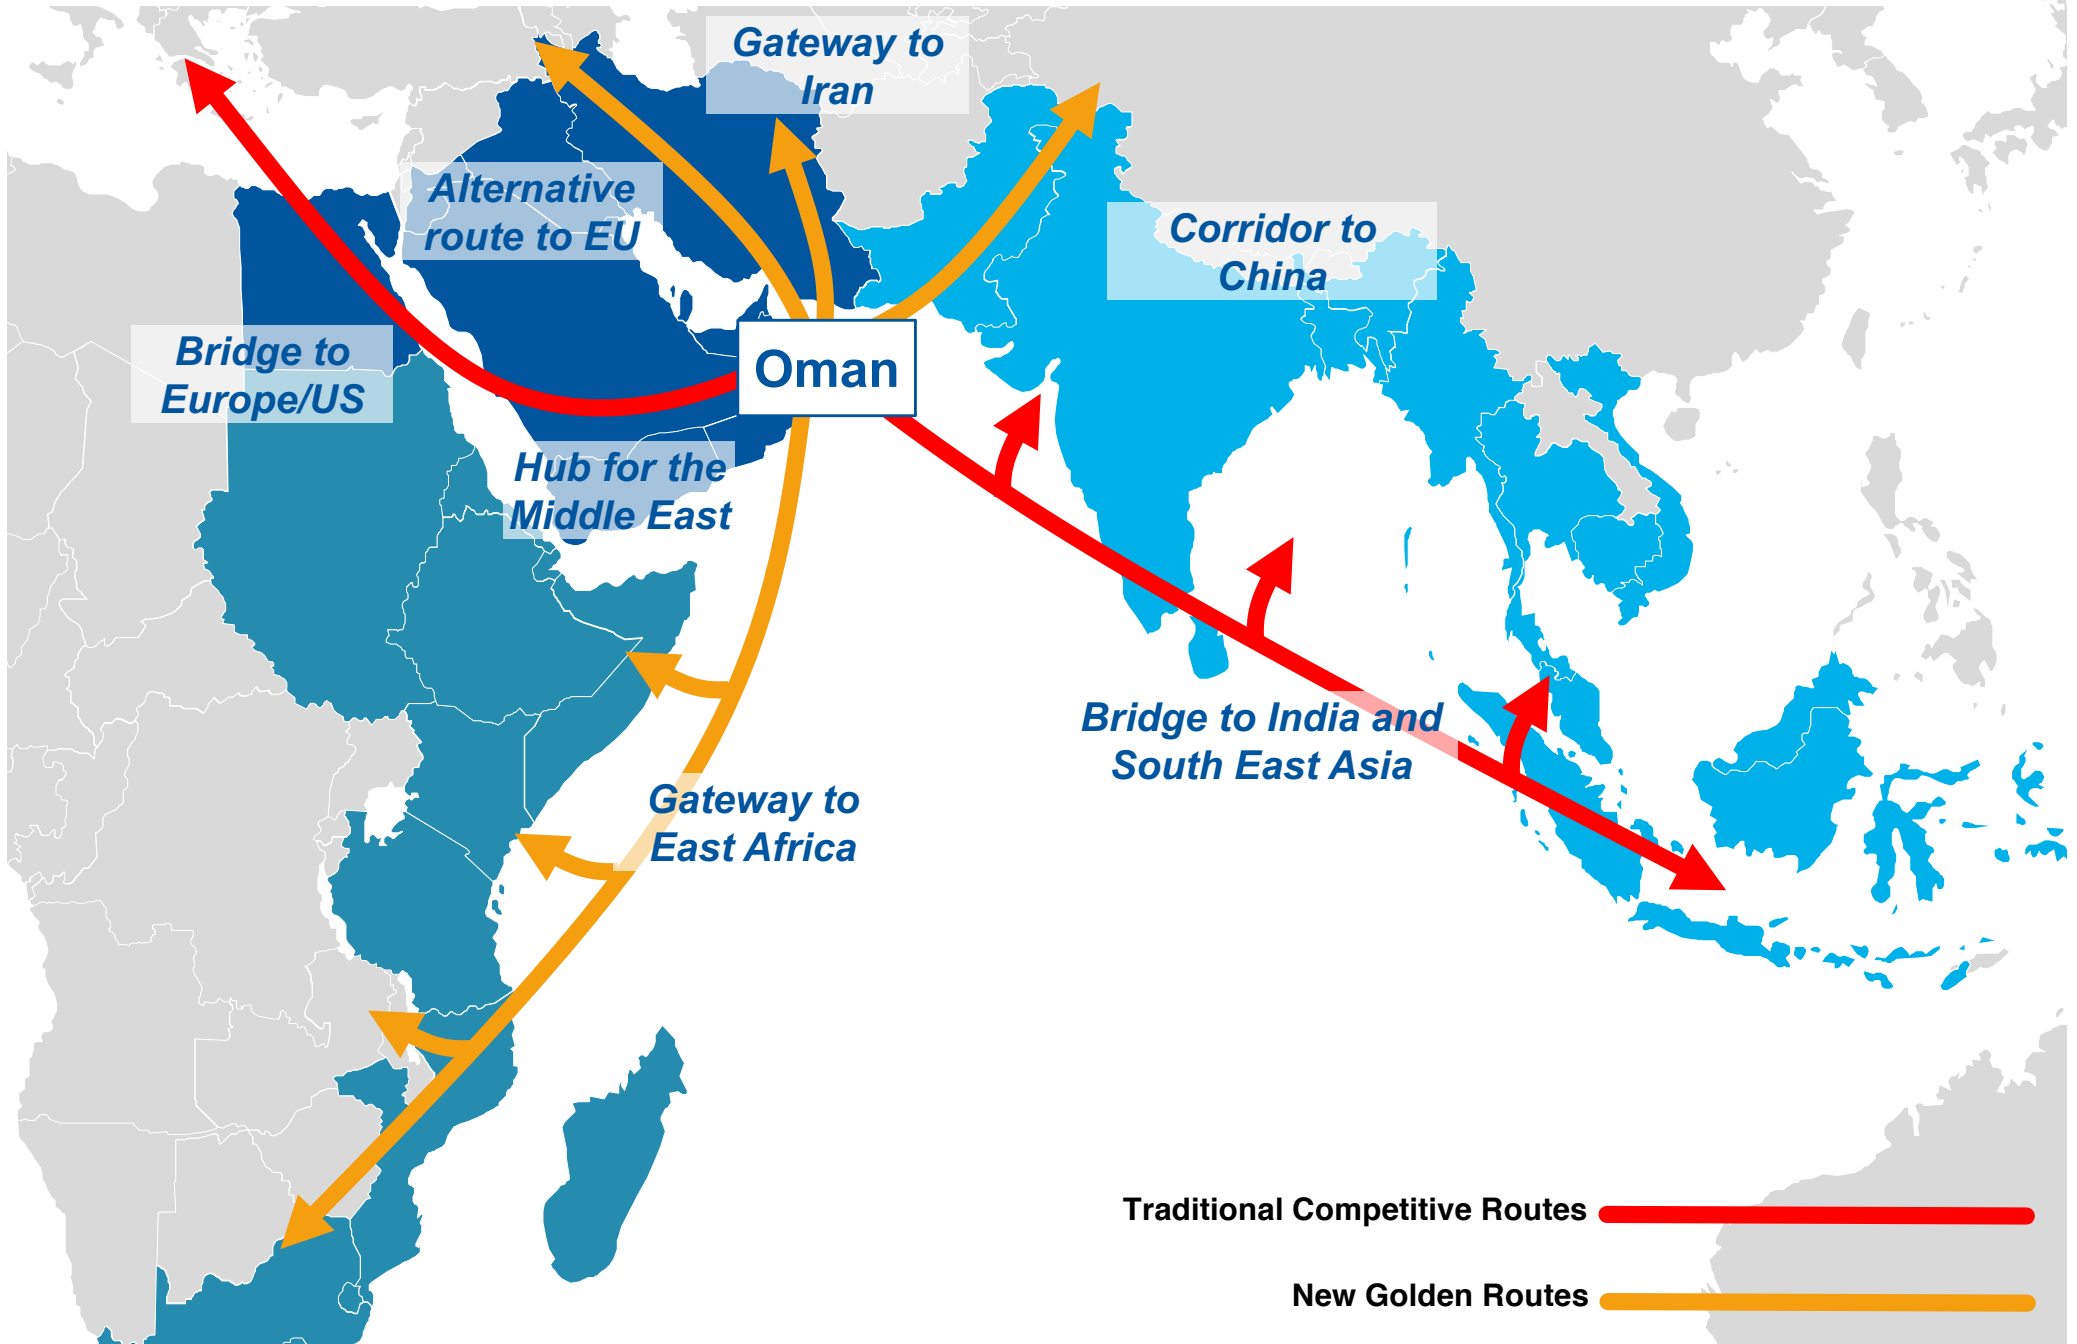 Gateway to
Iran
Alternative
route to EU
Corridor to
China
Bridge to
Europe/US
Oman
Hub for the
Middle East
Bridge to India and
South East Asia
Gateway to
East Africa
Traditional Competitive Routes
New Golden Routes